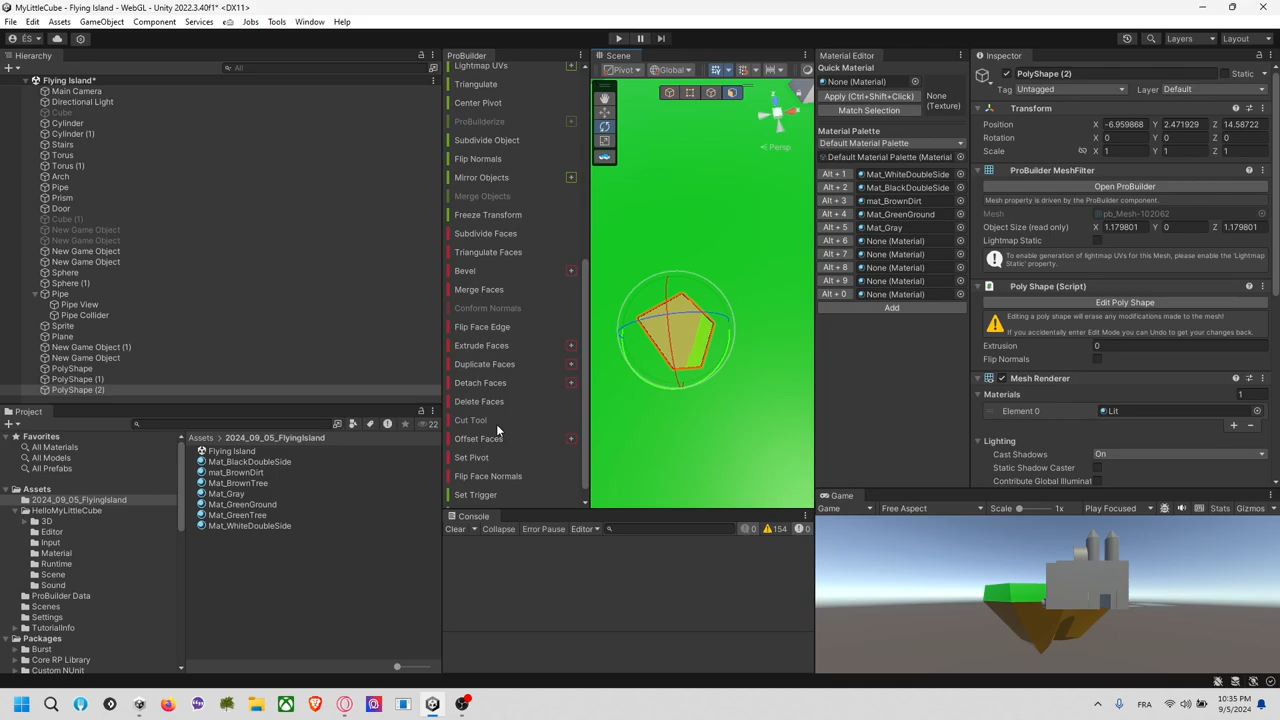 MyLittleCube - Flying Island - WebGL - Unity 2022.3.40f1* <DX11>
File Edit Assets GameObject Component Services Jobs Tools Window Help
ÉS
Layers Layout
Hierarchy
All
Flying Island*
Main Camera
Directional Light
Cube
Cylinder
Cylinder (1)
Stairs
Torus
Torus (1)
Arch
Pipe
Prism
Door
Cube (1)
New Game Object
New Game Object
New Game Object
New Game Object
Sphere
Sphere (1)
Pipe
Pipe View
Pipe Collider
Sprite
Plane
New Game Object (1)
New Game Object
PolyShape
PolyShape (1)
PolyShape (2)
Project
22
Favorites
All Materials
All Models
All Prefabs
Assets
2024_09_05_FlyingIsland
HelloMyLittleCube
3D
Editor
Input
Material
Runtime
Scene
Sound
ProBuilder Data
Scenes
Settings
TutorialInfo
Packages
Burst
Core RP Library
Custom NUnit
Assets > 2024_09_05_FlyingIsland
Flying Island
Mat_BlackDoubleSide
mat_BrownDirt
Mat_BrownTree
Mat_Gray
Mat_GreenGround
Mat_GreenTree
Mat_WhiteDoubleSide
ProBuilder
Lightmap UVs
Triangulate
Center Pivot
ProBuilderize
Subdivide Object
Flip Normals
Mirror Objects
Merge Objects
Freeze Transform
Subdivide Faces
Triangulate Faces
Bevel
Merge Faces
Conform Normals
Flip Face Edge
Extrude Faces
Duplicate Faces
Detach Faces
Delete Faces
Cut Tool
Offset Faces
Set Pivot
Flip Face Normals
Set Trigger
Scene
Pivot Global
z
x
Persp
Console
Clear Collapse Error Pause Editor 0 154 0
Material Editor
Quick Material
None (Material)
Apply (Ctrl+Shift+Click)
Match Selection
None
(Texture)
Material Palette
Default Material Palette
Default Material Palette (Material
Alt + 1 Mat_WhiteDoubleSide
Alt + 2 Mat_BlackDoubleSide
Alt + 3 mat_BrownDirt
Alt + 4 Mat_GreenGround
Alt + 5 Mat_Gray
Alt + 6 None (Material)
Alt + 7 None (Material)
Alt + 8 None (Material)
Alt + 9 None (Material)
Alt + 0 None (Material)
Add
Inspector
PolyShape (2) Static
Tag Untagged Layer Default
Transform
Position X -6.959868 Y 2.471929 Z 14.58722
Rotation X 0 Y 0 Z 0
Scale X 1 Y 1 Z 1
ProBuilder MeshFilter
Open ProBuilder
Mesh property is driven by the ProBuilder component.
Mesh pb_Mesh-102062
Object Size (read only) X 1.179801 Y 0 Z 1.179801
Lightmap Static
To enable generation of lightmap UVs for this mesh, please enable the 'Lightmap
Static' property.
Poly Shape (Script)
Edit Poly Shape
Editing a poly shape will erase any modifications made to the mesh!
If you accidentally enter Edit Mode you can Undo to get your changes back.
Extrusion 0
Flip Normals
Mesh Renderer
Materials 1
Element 0 Lit
Lighting
Cast Shadows On
Static Shadow Caster
Contribute Global Illuminat
Game
Game Free Aspect Scale 1x Play Focused Stats Gizmos
FRA
10:35 PM
9/5/2024